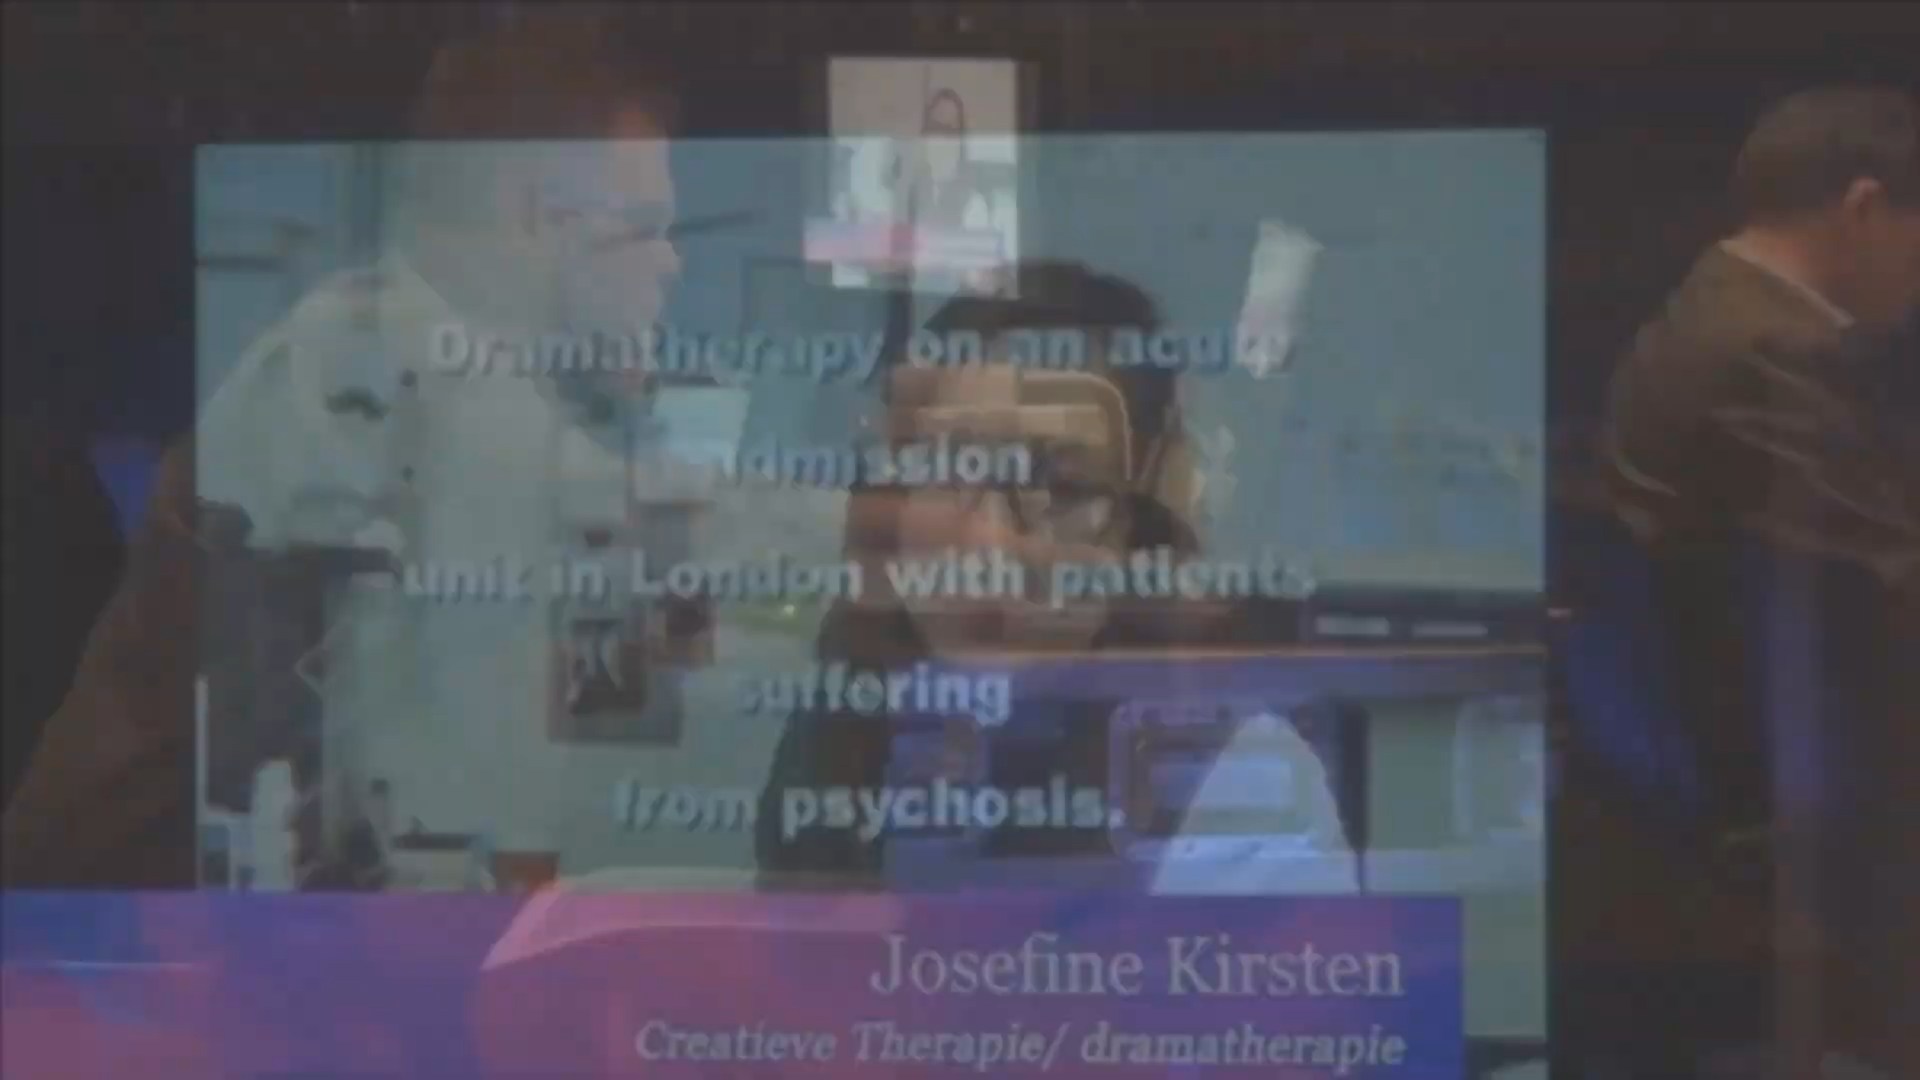 Dramatherapy on an acute
admission
unit in London with patients
suffering
from psychosis.
Josefine Kirsten
Creatieve Therapie/ dramatherapie